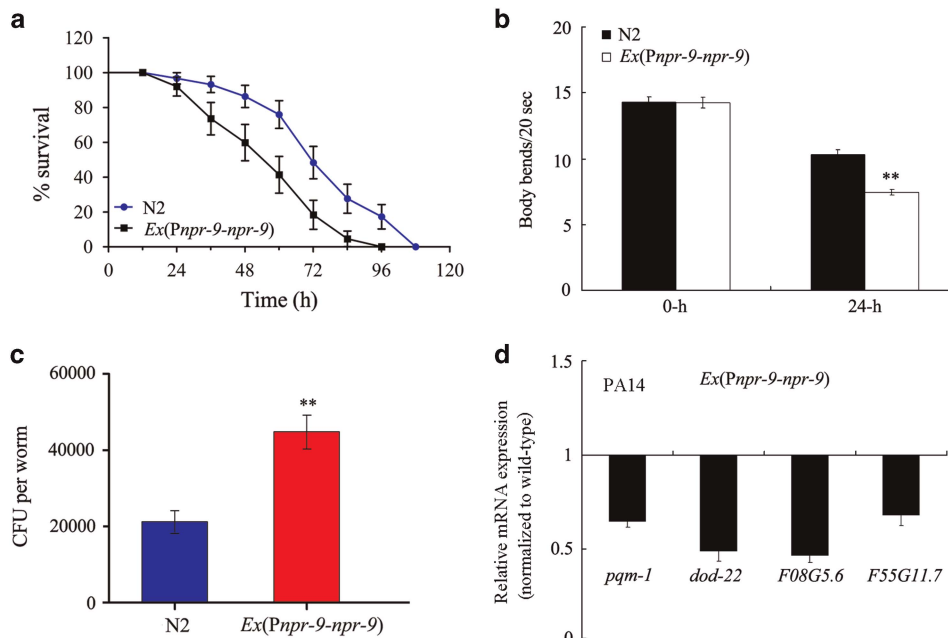 a
120
100
80
60
40
20
0
% survival
N2
Ex(Pnpr-9-npr-9)
0 24 48 72 96 120
Time (h)
b
N2
Ex(Pnpr-9-npr-9)
20
15
10
5
0
Body bends/20 sec
**
0-h 24-h
c
60000
40000
20000
0
CFU per worm
**
N2 Ex(Pnpr-9-npr-9)
d
1.5
1
0.5
0
Relative mRNA expression
(normalized to wild-type)
PA14 Ex(Pnpr-9-npr-9)
pqm-1 dod-22 F08G5.6 F55G11.7